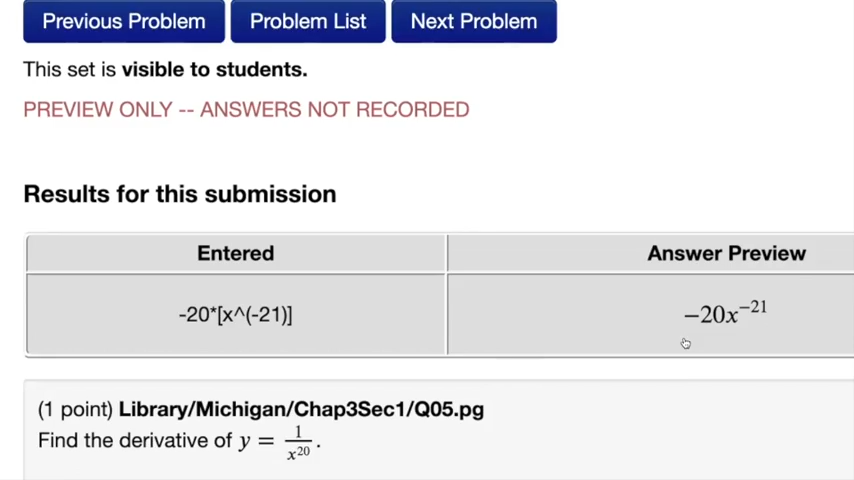 Previous Problem Problem List Next Problem
This set is visible to students.
PREVIEW ONLY -- ANSWERS NOT RECORDED
Results for this submission
Entered Answer Preview
-20*[x^(-21)] −20x⁻²¹
(1 point) Library/Michigan/Chap3Sec1/Q05.pg
Find the derivative of y = 1/x²⁰.